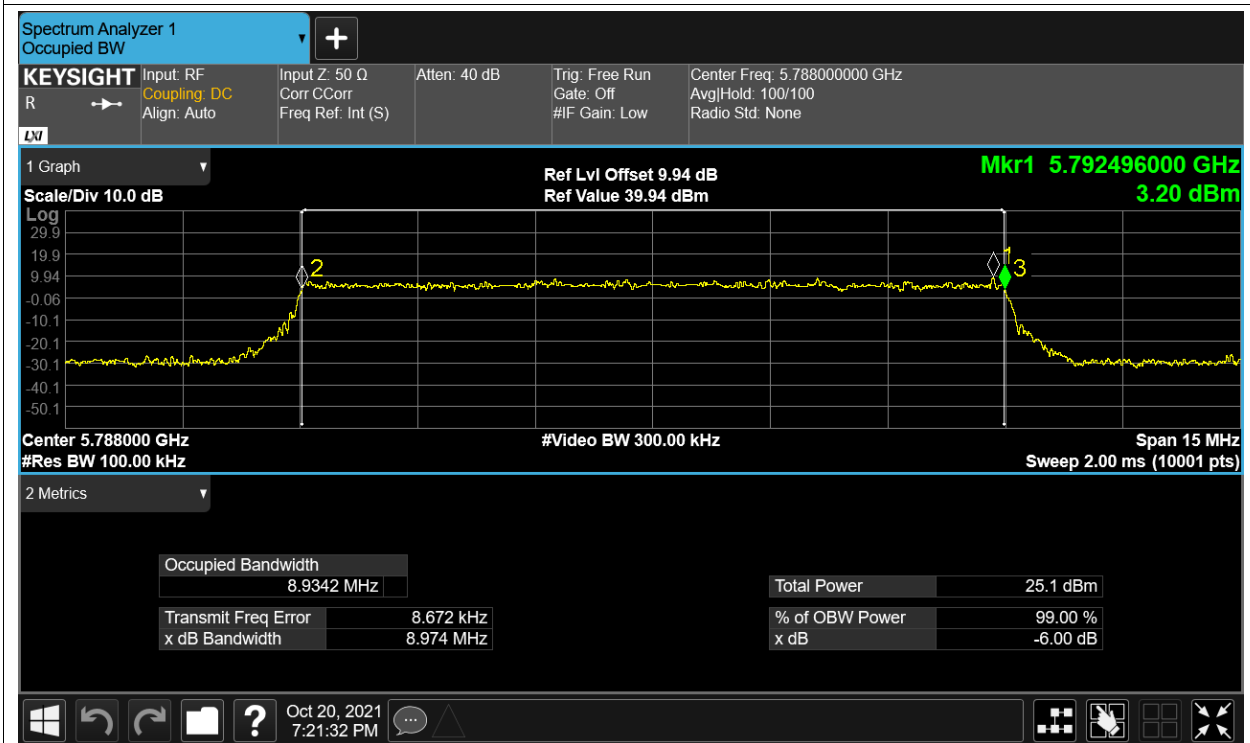 Spectrum Analyzer 1
Occupied BW
KEYSIGHT
R
LXI
Input: RF
Coupling: DC
Align: Auto
Input Z: 50 Ω
Corr CCorr
Freq Ref: Int (S)
Atten: 40 dB
Trig: Free Run
Gate: Off
#IF Gain: Low
Center Freq: 5.788000000 GHz
Avg|Hold: 100/100
Radio Std: None
1 Graph
Scale/Div 10.0 dB
Ref Lvl Offset 9.94 dB
Ref Value 39.94 dBm
Mkr1 5.792496000 GHz
3.20 dBm
Log
29.9
19.9
9.94
-0.06
-10.1
-20.1
-30.1
-40.1
-50.1
2
1
3
Center 5.788000 GHz
#Res BW 100.00 kHz
#Video BW 300.00 kHz
Span 15 MHz
Sweep 2.00 ms (10001 pts)
2 Metrics
Occupied Bandwidth
8.9342 MHz
Transmit Freq Error 8.672 kHz
x dB Bandwidth 8.974 MHz
Total Power 25.1 dBm
% of OBW Power 99.00 %
x dB -6.00 dB
?
Oct 20, 2021
7:21:32 PM